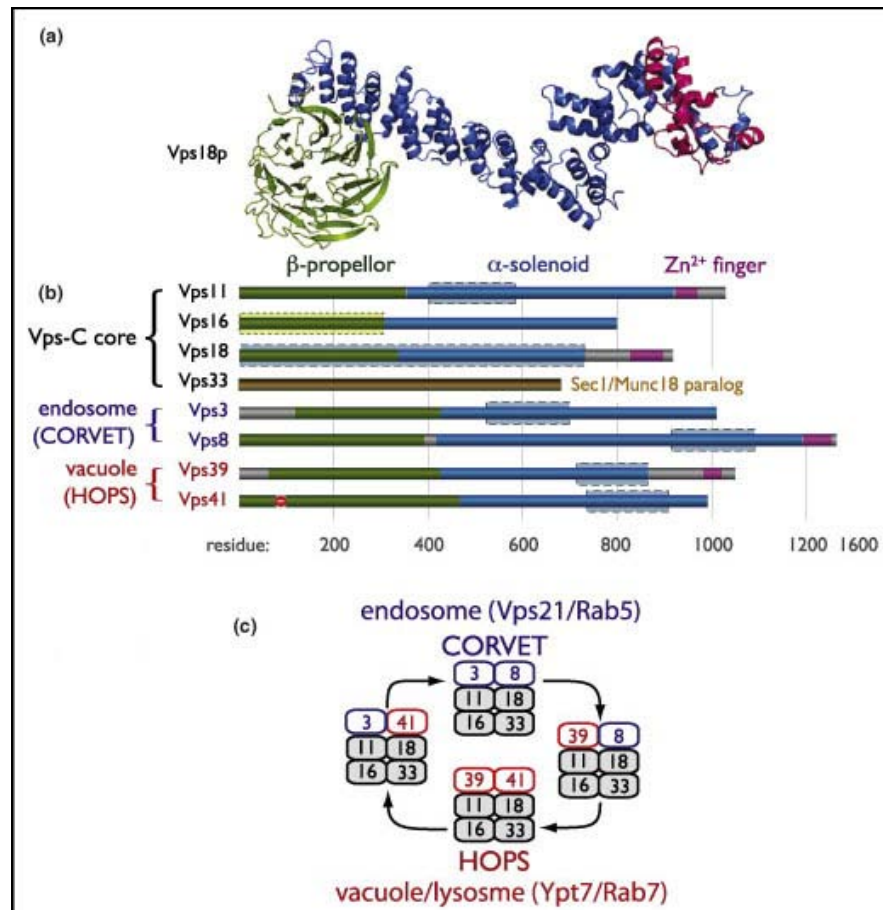 (a)
Vps18p
β-propellor α-solenoid Zn²⁺ finger
(b)
Vps-C core
Vps11
Vps16
Vps18
Vps33 Sec1/Munc18 paralog
endosome
(CORVET)
Vps3
Vps8
vacuole
(HOPS)
Vps39
Vps41
residue: 200 400 600 800 1000 1200 1600
(c)
endosome (Vps21/Rab5)
CORVET
3 8
11 18
16 33
3 41
11 18
16 33
39 8
11 18
16 33
39 41
11 18
16 33
HOPS
vacuole/lysosme (Ypt7/Rab7)